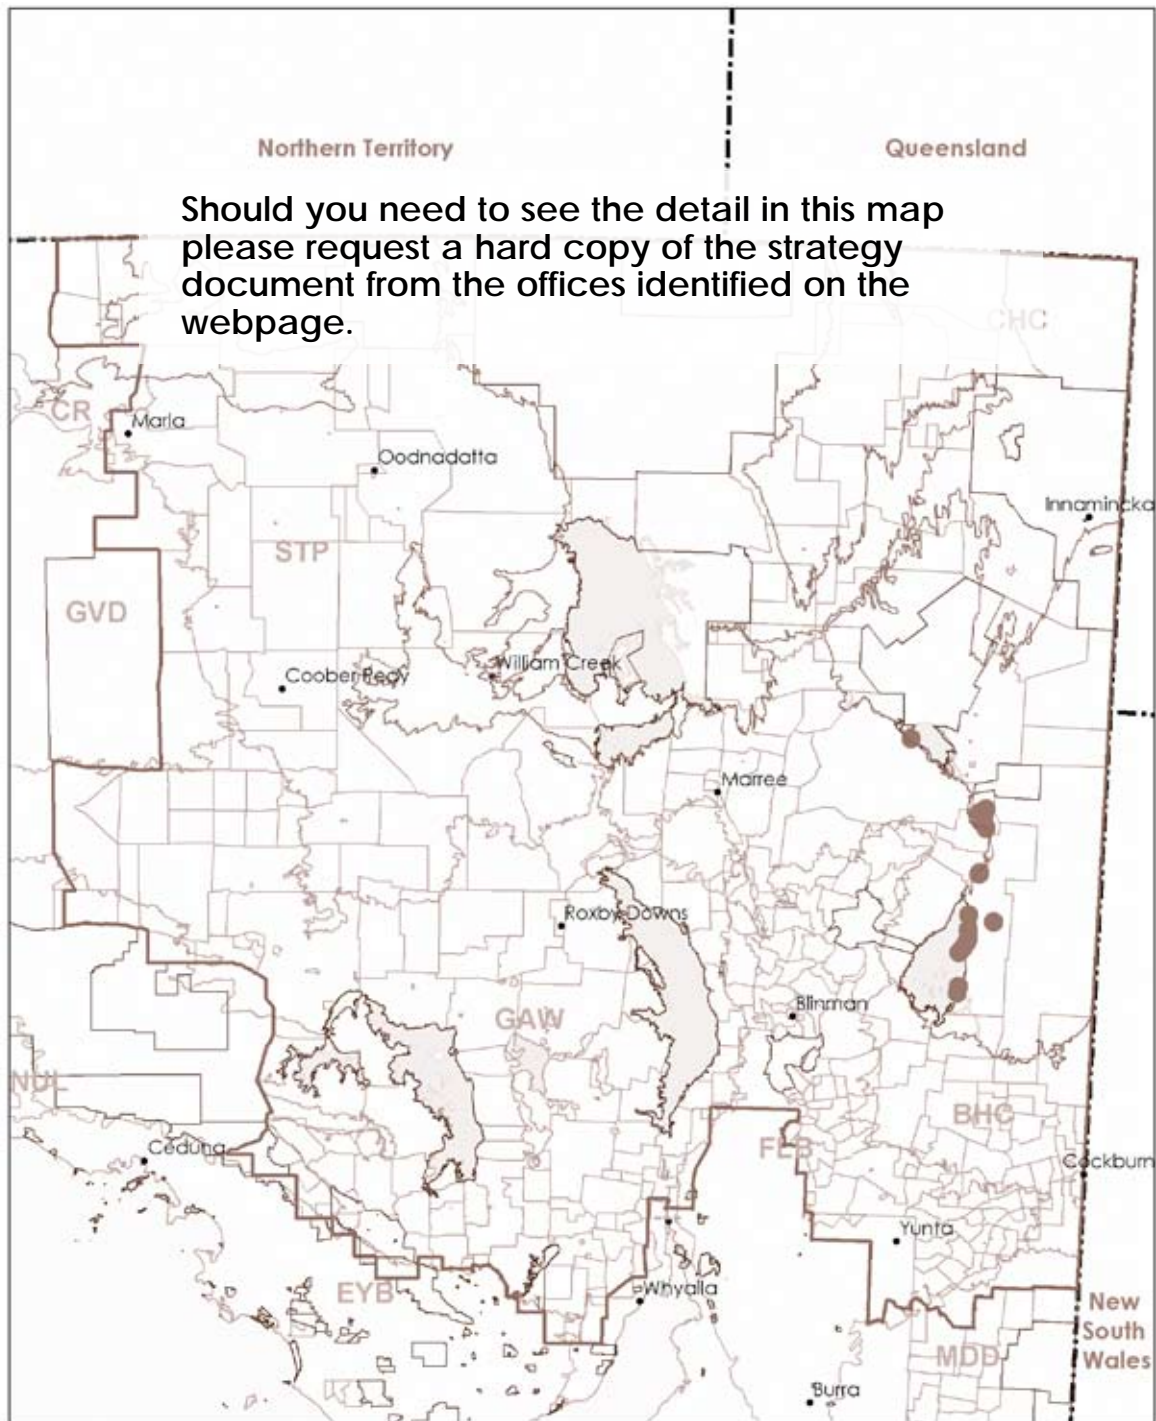 Northern Territory
Queensland
Should you need to see the detail in this map
please request a hard copy of the strategy
document from the offices identified on the
webpage.
CHC
CR
Marla
Oodnadatta
Innamincka
STP
GVD
William Creek
Coober Pedy
Marree
Roxby Downs
Blinman
GAW
NUL
BHC
Ceduna
FLB
Cockburn
Yunta
Whyalla
EYB
New
South
Wales
MDD
Burra